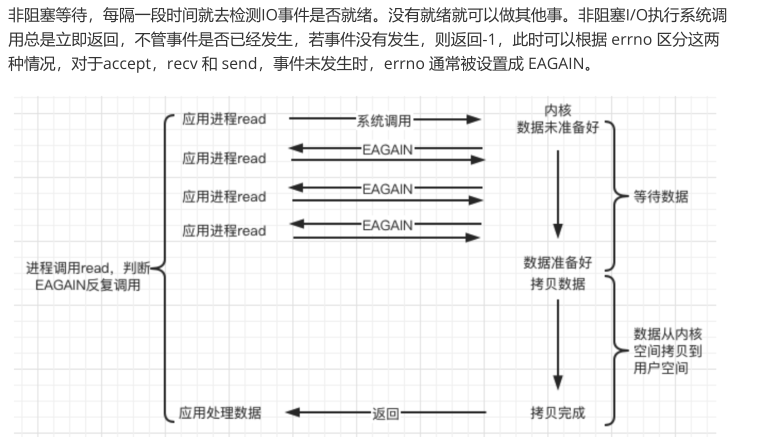 非阻塞等待，每隔一段时间就去检测IO事件是否就绪。没有就绪就可以做其他事。非阻塞I/O执行系统调
用总是立即返回，不管事件是否已经发生，若事件没有发生，则返回-1，此时可以根据 errno 区分这两
种情况，对于accept，recv 和 send，事件未发生时，errno 通常被设置成 EAGAIN。
应用进程read
系统调用
内核
数据未准备好
EAGAIN
应用进程read
EAGAIN
应用进程read
等待数据
EAGAIN
应用进程read
进程调用read，判断
EAGAIN反复调用
数据准备好
拷贝数据
数据从内核
空间拷贝到
用户空间
应用处理数据
返回
拷贝完成